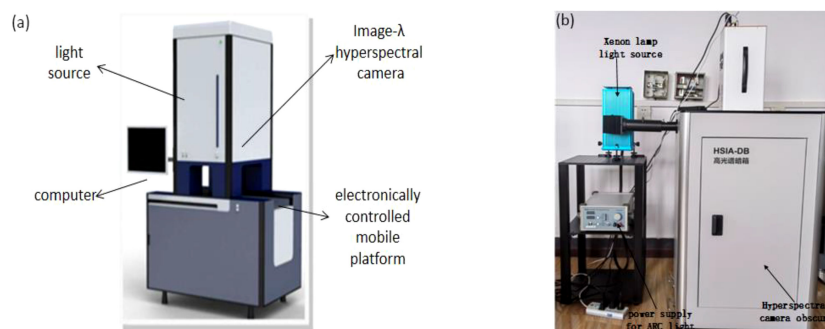 (a)
light
source
Image-λ
hyperspectral
camera
computer
electronically
controlled
mobile
platform
(b)
Xenon lamp
light source
HSIA-DB
高光谱暗箱
power supply
for ARC light
Hyperspectra
camera obscur